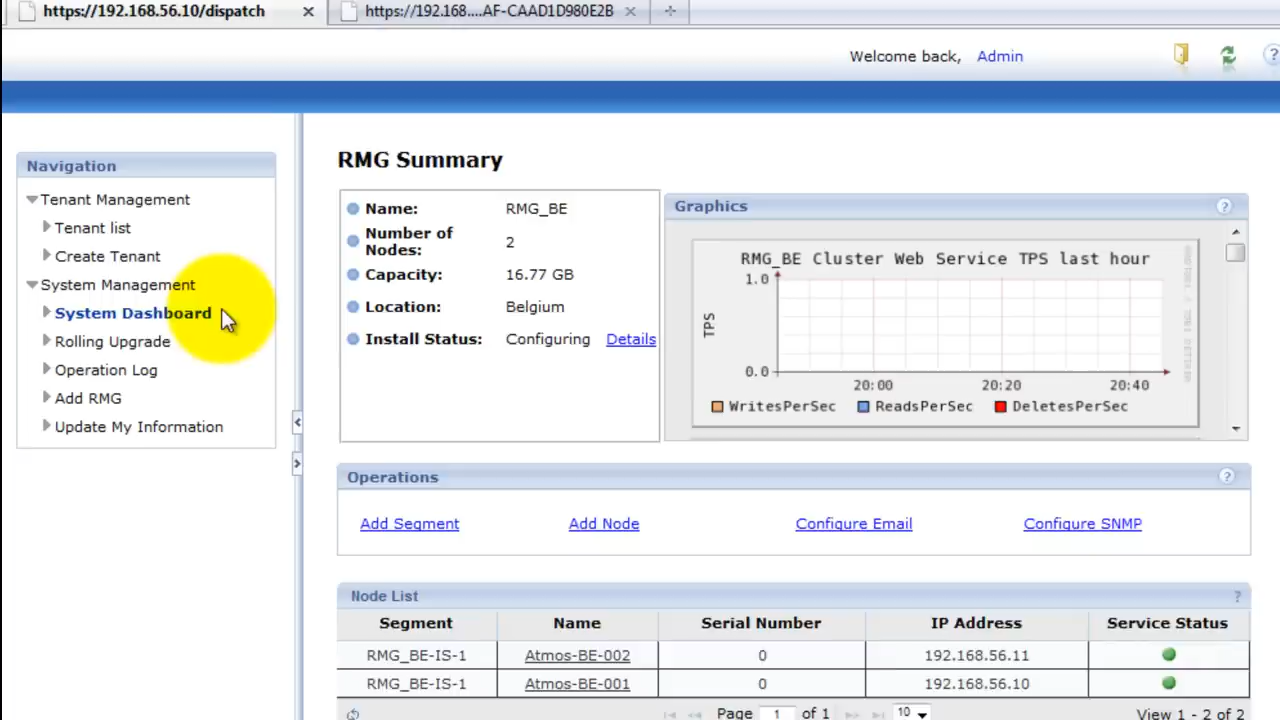 https://192.168.56.10/dispatch
https://192.168....AF-CAAD1D980E2B
Welcome back, Admin
Navigation
Tenant Management
Tenant list
Create Tenant
System Management
System Dashboard
Rolling Upgrade
Operation Log
Add RMG
Update My Information
RMG Summary
Name: RMG_BE
Number of
Nodes: 2
Capacity: 16.77 GB
Location: Belgium
Install Status: Configuring Details
Graphics
RMG_BE Cluster Web Service TPS last hour
1.0
TPS
0.0
20:00 20:20 20:40
WritesPerSec ReadsPerSec DeletesPerSec
Operations
Add Segment Add Node Configure Email Configure SNMP
Node List
Segment Name Serial Number IP Address Service Status
RMG_BE-IS-1 Atmos-BE-002 0 192.168.56.11
RMG_BE-IS-1 Atmos-BE-001 0 192.168.56.10
Page 1 of 1 10 View 1 - 2 of 2